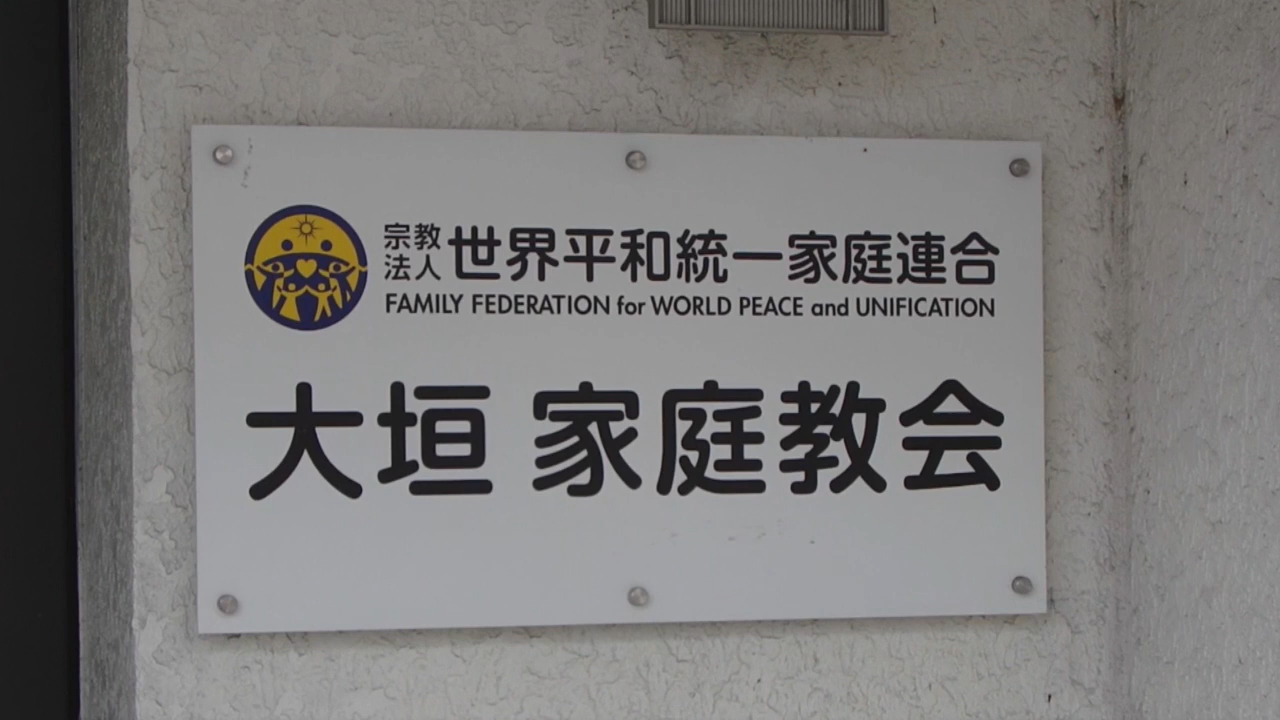 宗教法人 世界平和統一家庭連合
FAMILY FEDERATION for WORLD PEACE and UNIFICATION
大垣 家庭教会